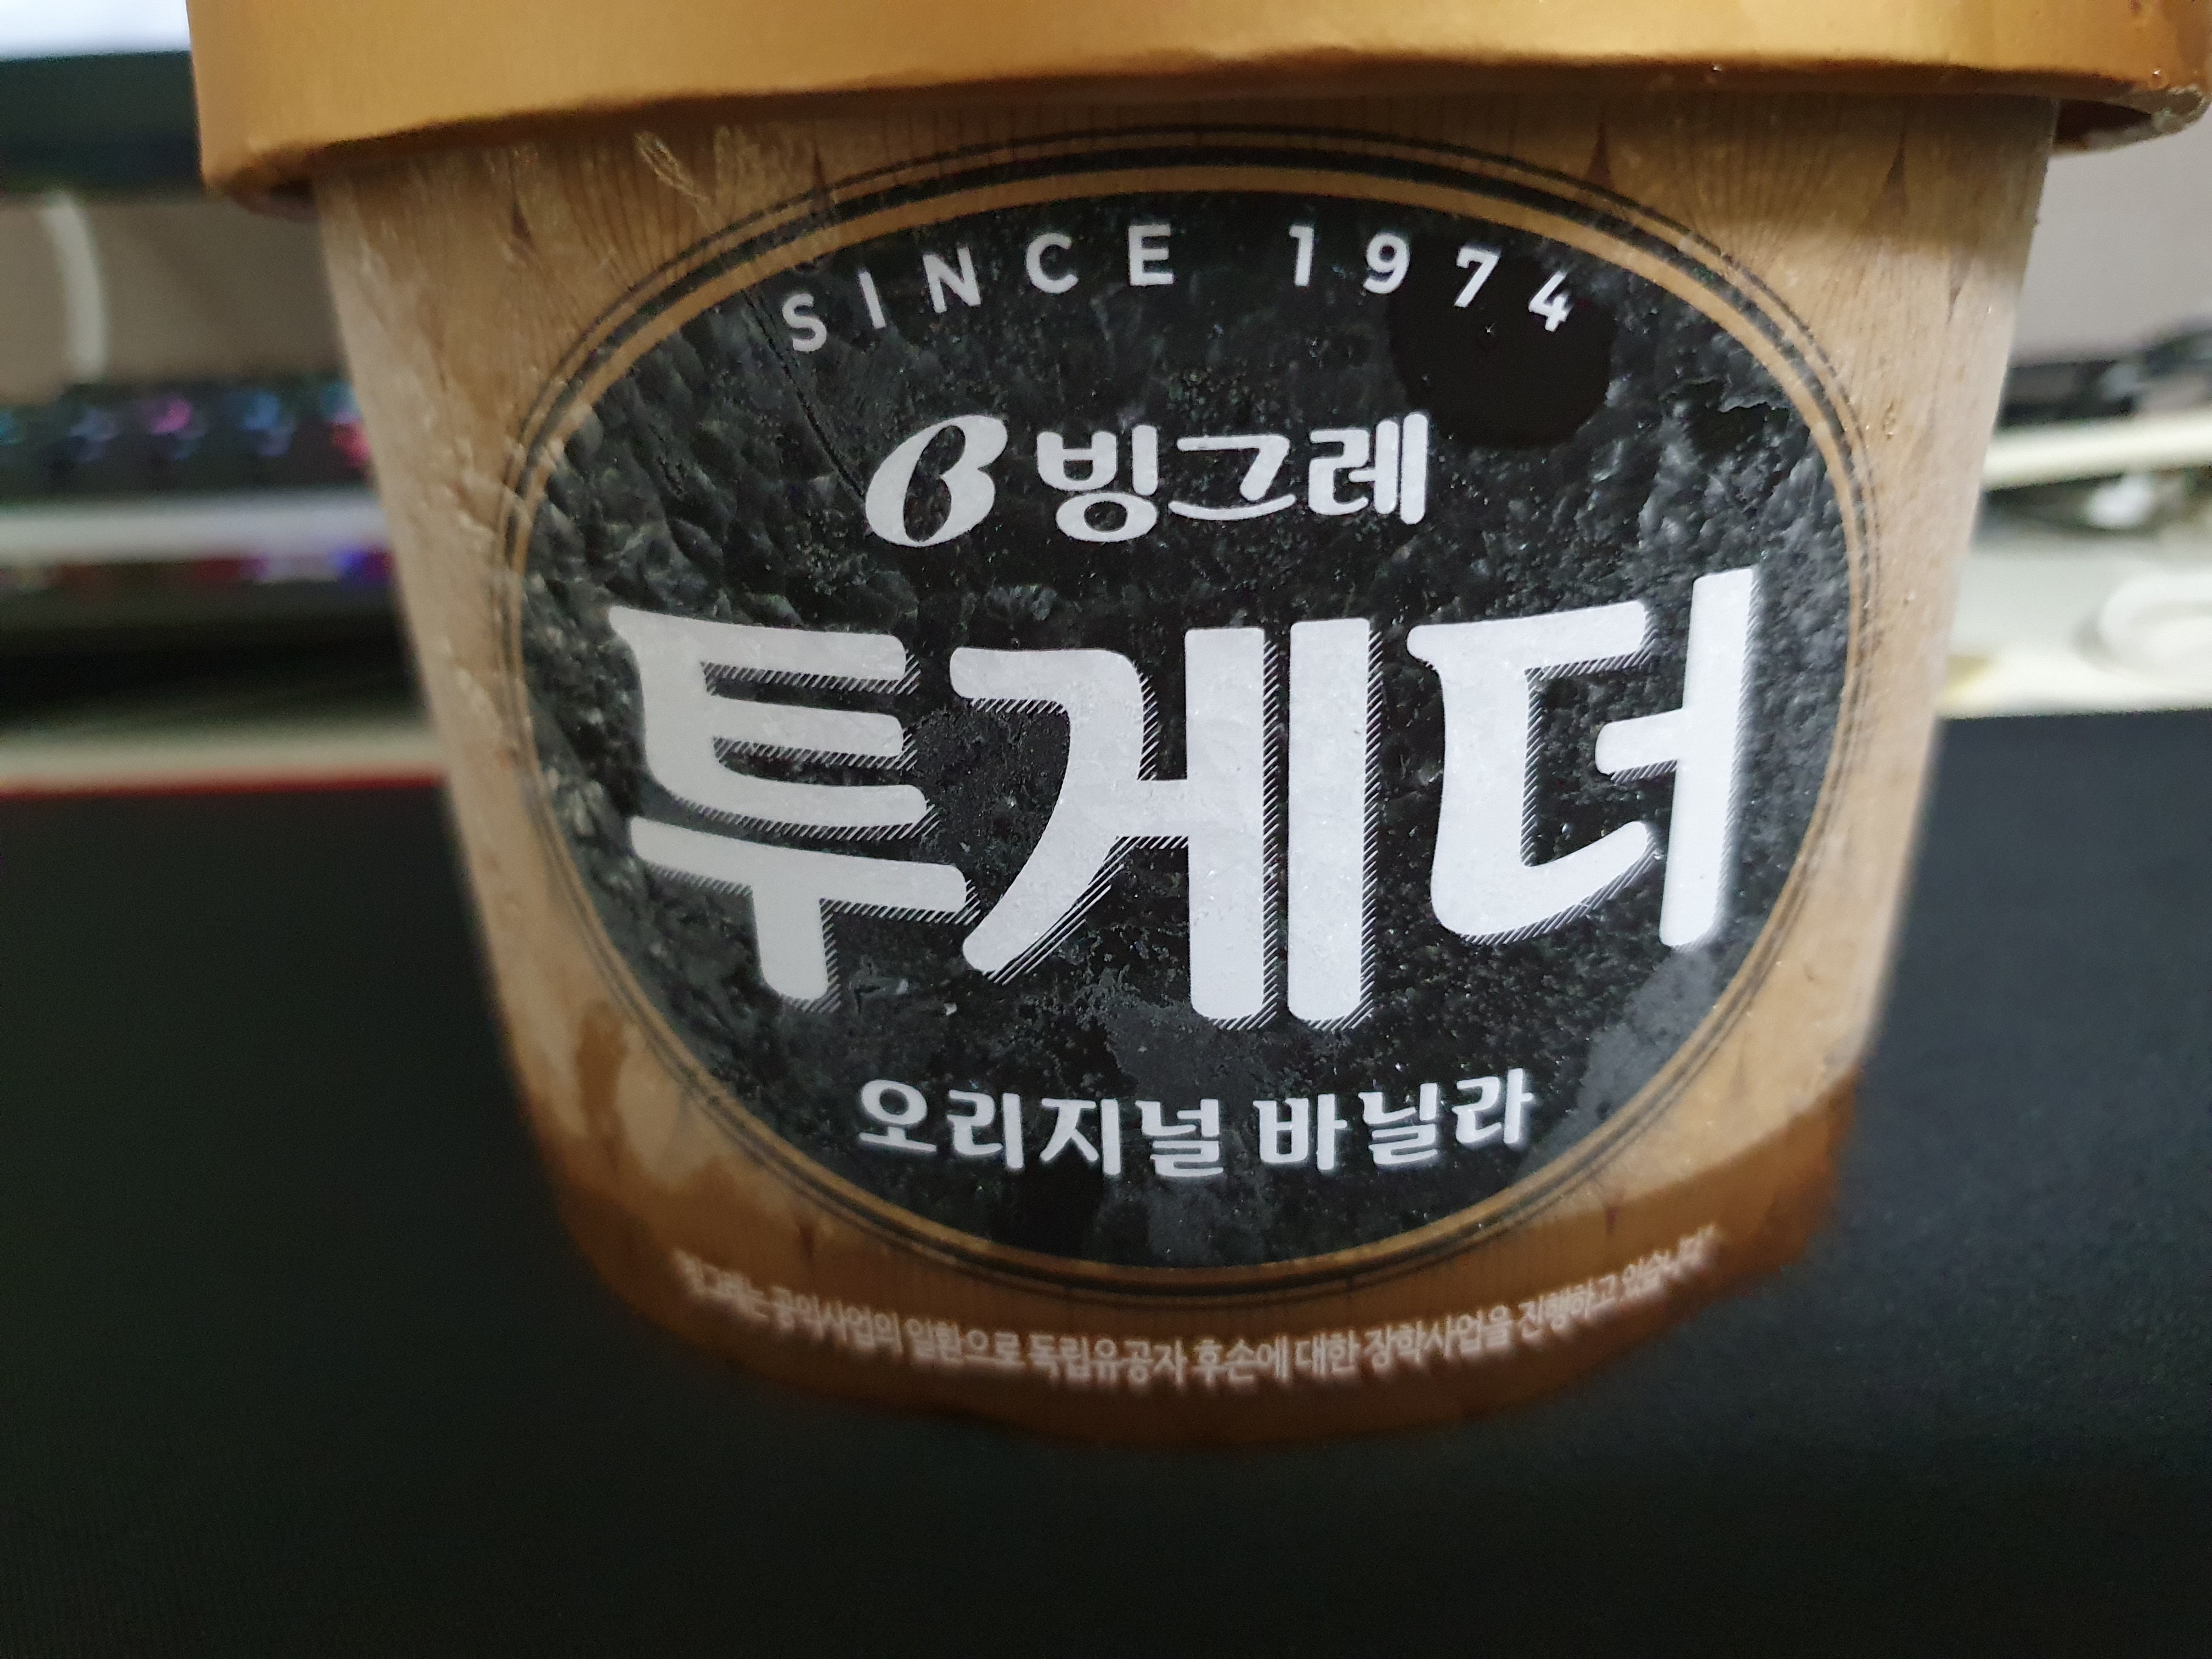 SINCE 1974
빙그레
투게더
오리지널 바닐라
빙그레는 공익사업의 일환으로 독립유공자 후손에 대한 장학사업을 진행하고 있습니다